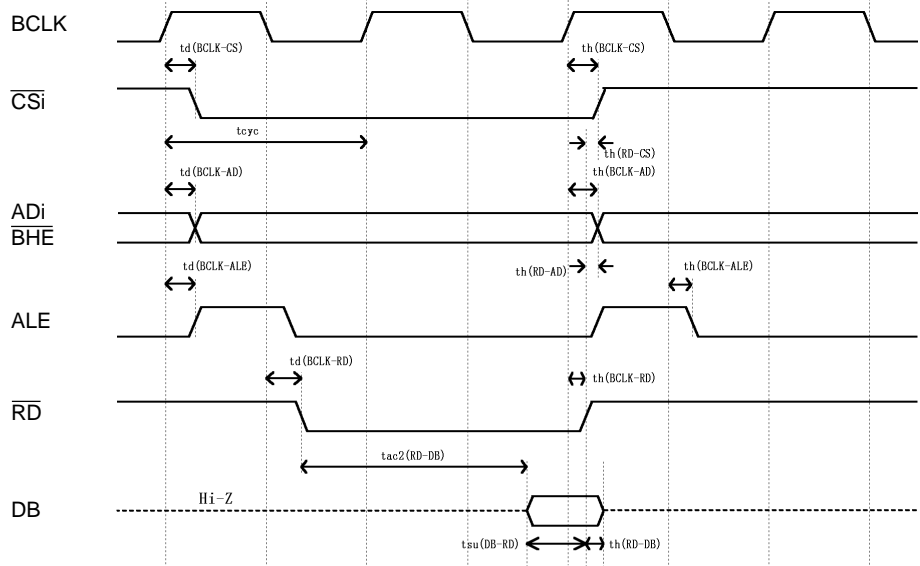 BCLK
td(BCLK-CS)
th(BCLK-CS)
CSi
tcyc
th(RD-CS)
td(BCLK-AD)
th(BCLK-AD)
ADi
BHE
th(RD-AD)
td(BCLK-ALE)
th(BCLK-ALE)
ALE
td(BCLK-RD)
th(BCLK-RD)
RD
tac2(RD-DB)
Hi-Z
DB
tsu(DB-RD)
th(RD-DB)